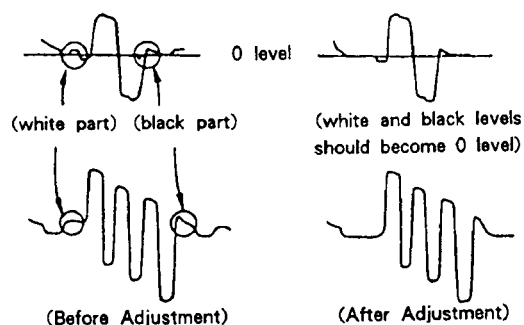 0 level
(white part) (black part)
(white and black levels
should become 0 level)
(Before Adjustment)
(After Adjustment)